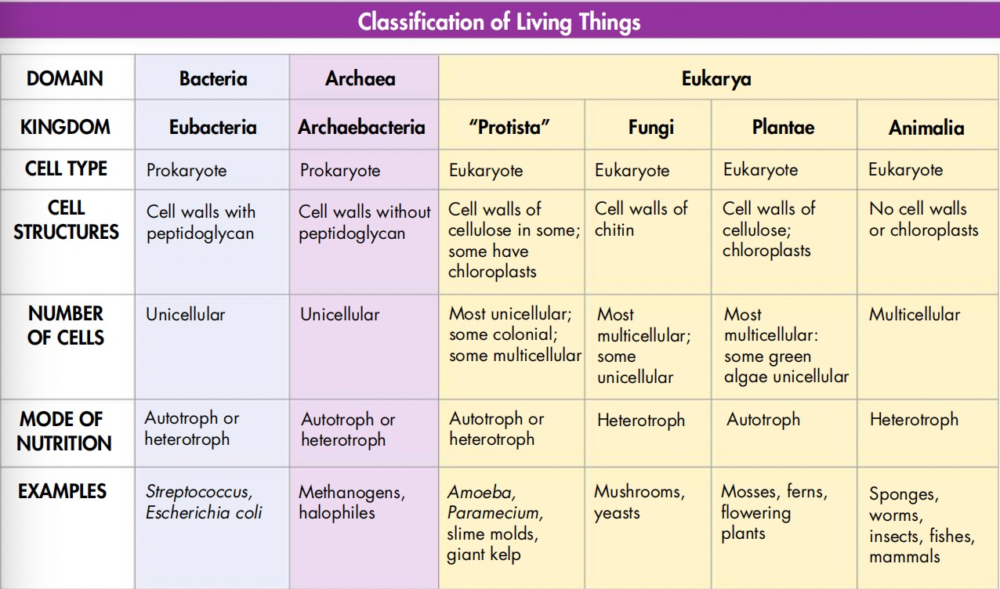 Classification of Living Things
DOMAIN
Bacteria
Archaea
Eukarya
KINGDOM
Eubacteria
Archaebacteria
“Protista”
Fungi
Plantae
Animalia
CELL TYPE
Prokaryote
Prokaryote
Eukaryote
Eukaryote
Eukaryote
Eukaryote
CELL
STRUCTURES
Cell walls with
peptidoglycan
Cell walls without
peptidoglycan
Cell walls of
cellulose in some;
some have
chloroplasts
Cell walls of
chitin
Cell walls of
cellulose;
chloroplasts
No cell walls
or chloroplasts
NUMBER
OF CELLS
Unicellular
Unicellular
Most unicellular;
some colonial;
some multicellular
Most
multicellular;
some
unicellular
Most
multicellular:
some green
algae unicellular
Multicellular
MODE OF
NUTRITION
Autotroph or
heterotroph
Autotroph or
heterotroph
Autotroph or
heterotroph
Heterotroph
Autotroph
Heterotroph
EXAMPLES
Streptococcus,
Escherichia coli
Methanogens,
halophiles
Amoeba,
Paramecium,
slime molds,
giant kelp
Mushrooms,
yeasts
Mosses, ferns,
flowering
plants
Sponges,
worms,
insects, fishes,
mammals